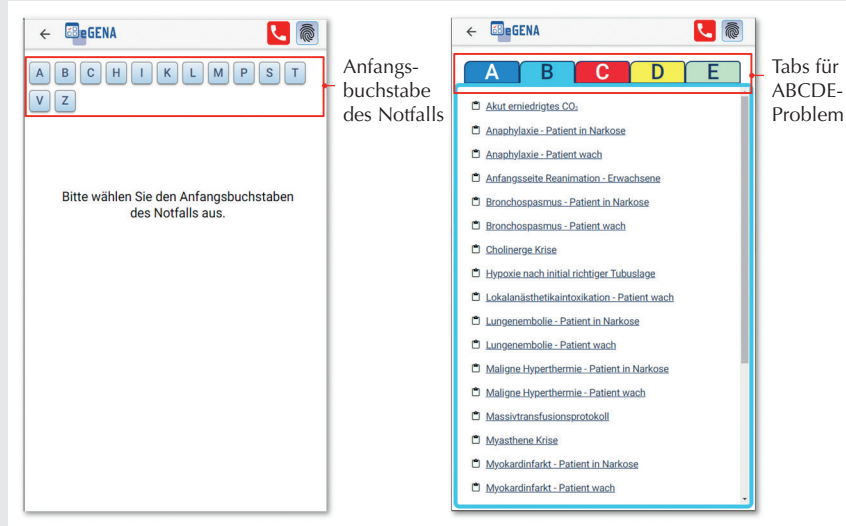 eGENA
A B C H I K L M P S T
V Z
Bitte wählen Sie den Anfangsbuchstaben
des Notfalls aus.
Anfangs-
buchstabe
des Notfalls
eGENA
A B C D E
Akut erniedrigtes CO₂
Anaphylaxie - Patient in Narkose
Anaphylaxie - Patient wach
Anfangsseite Reanimation - Erwachsene
Bronchospasmus - Patient in Narkose
Bronchospasmus - Patient wach
Cholinerge Krise
Hypoxie nach initial richtiger Tubuslage
Lokalanästhetikaintoxikation - Patient wach
Lungenembolie - Patient in Narkose
Lungenembolie - Patient wach
Maligne Hyperthermie - Patient in Narkose
Maligne Hyperthermie - Patient wach
Massivtransfusionsprotokoll
Myasthene Krise
Myokardinfarkt - Patient in Narkose
Myokardinfarkt - Patient wach
Tabs für
ABCDE-
Problem